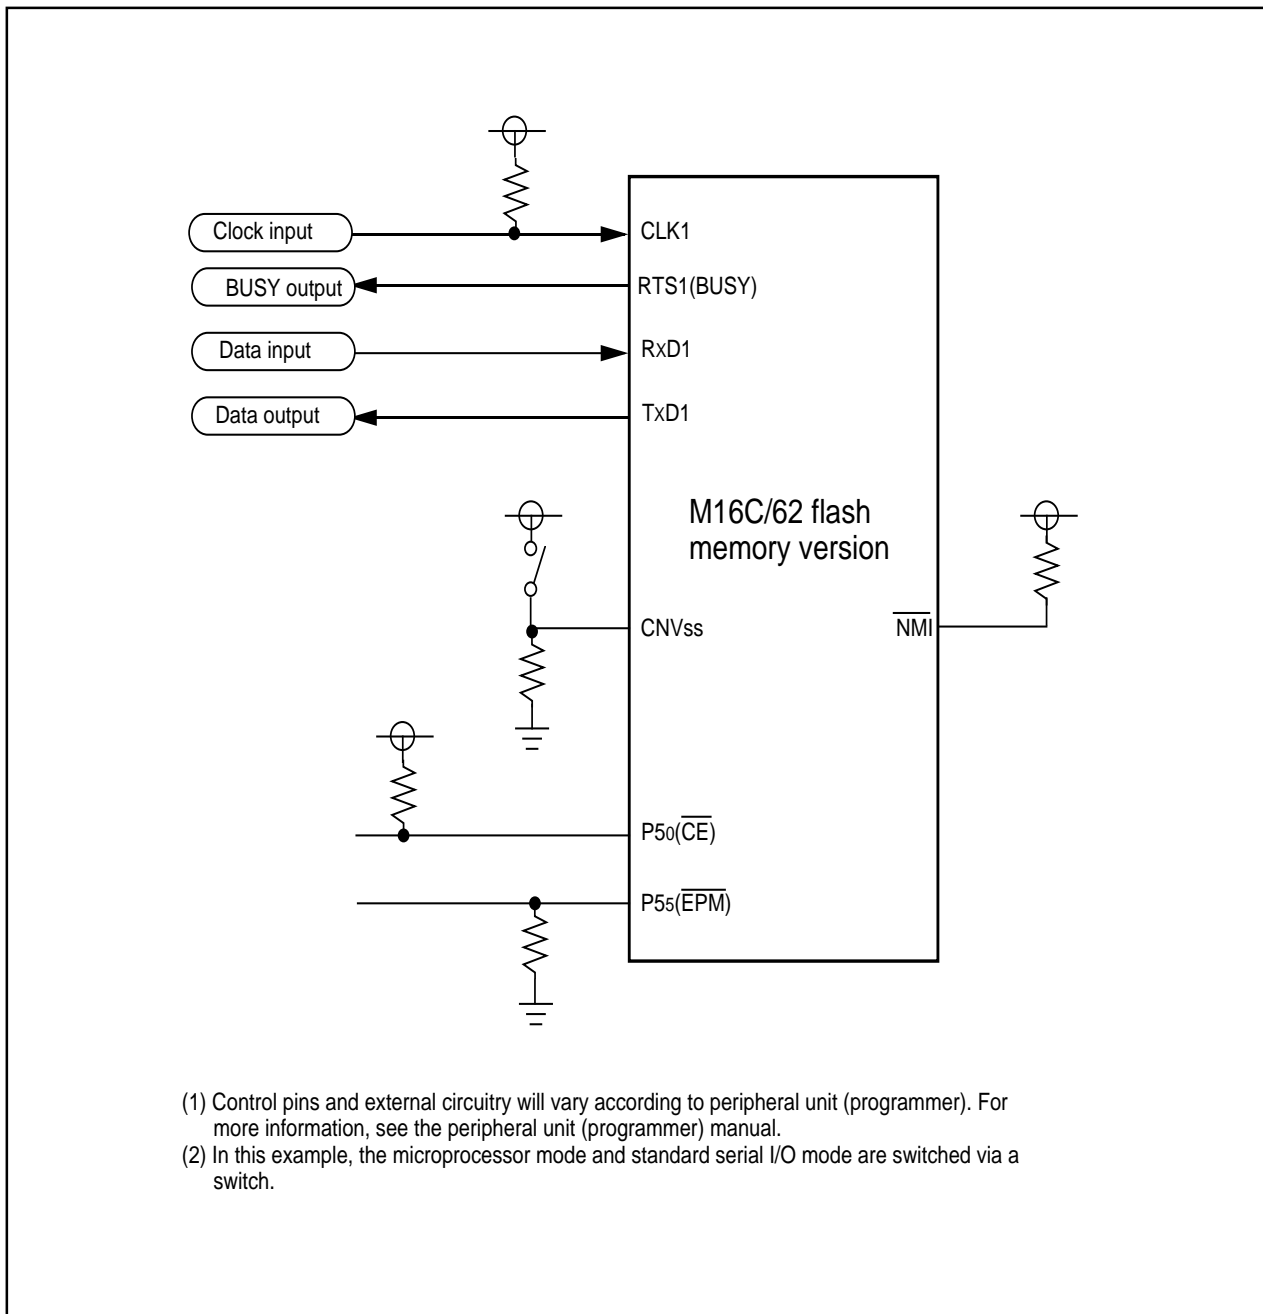 Clock input
CLK1
BUSY output
RTS1(BUSY)
Data input
RxD1
Data output
TxD1
M16C/62 flash
memory version
CNVss
NMI
P50(CE)
P55(EPM)
(1) Control pins and external circuitry will vary according to peripheral unit (programmer). For
more information, see the peripheral unit (programmer) manual.
(2) In this example, the microprocessor mode and standard serial I/O mode are switched via a
switch.